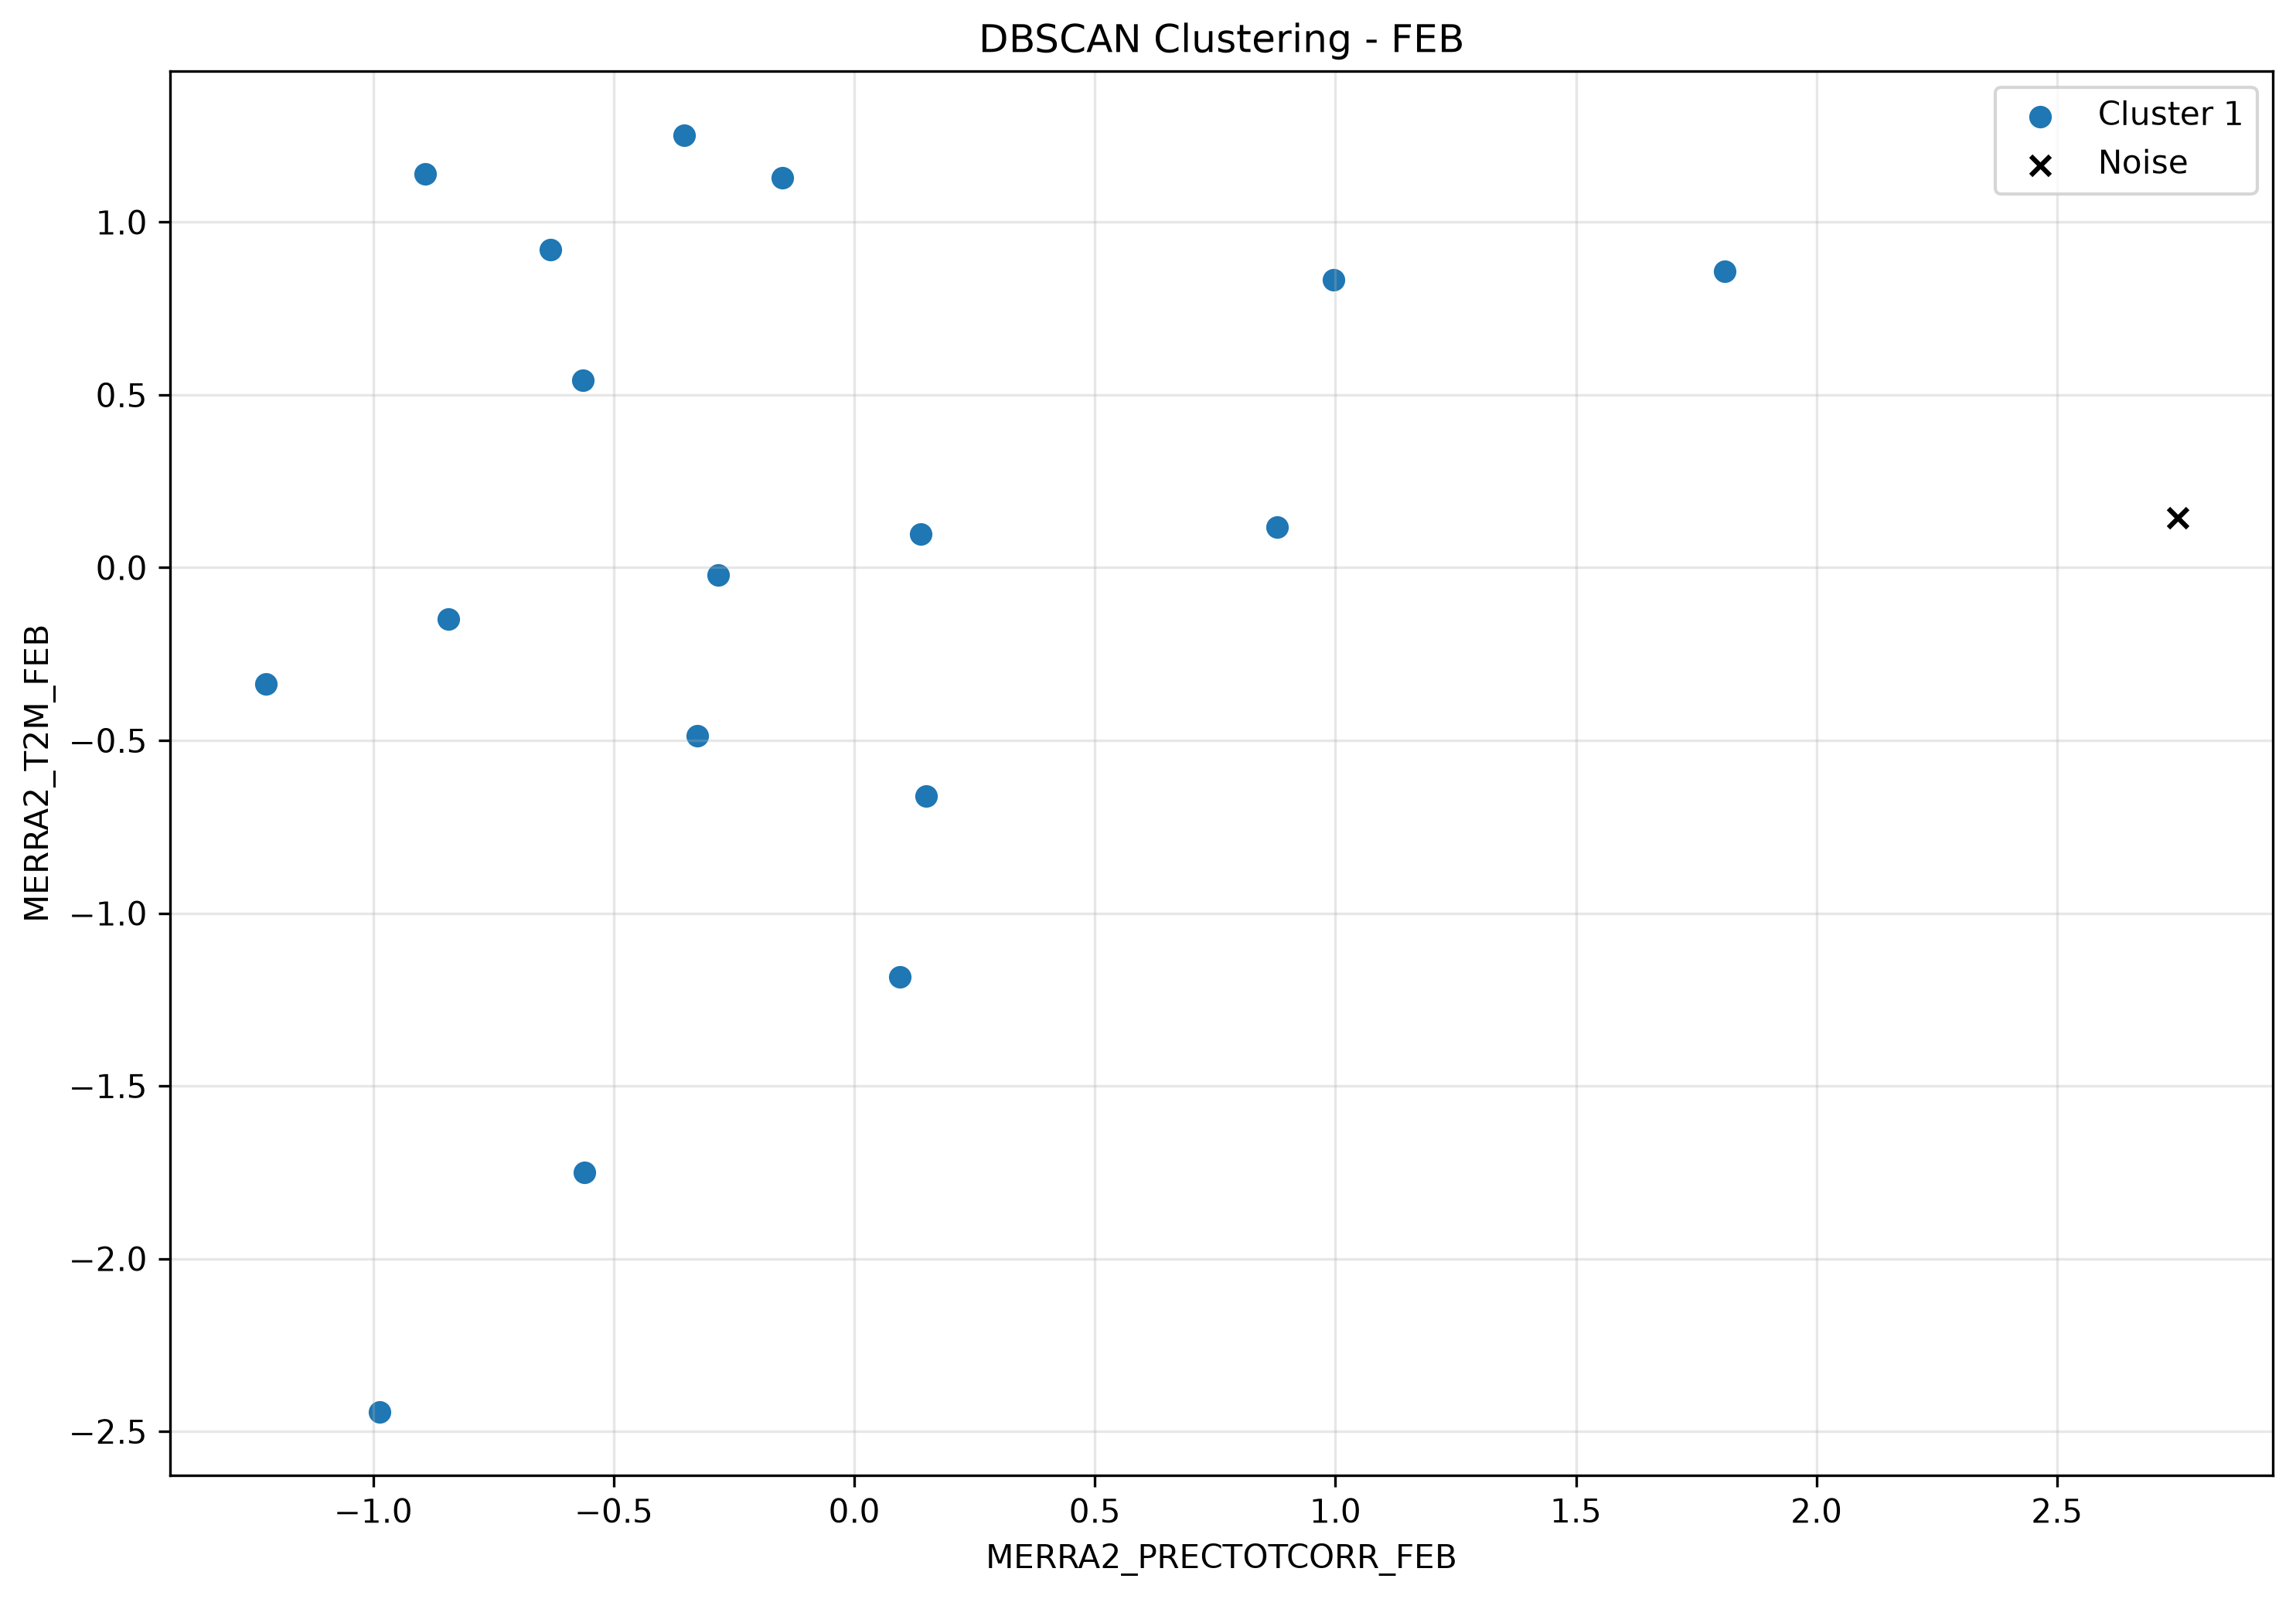 DBSCAN Clustering - FEB
Cluster 1
Noise
1.0
0.5
0.0
−0.5
−1.0
−1.5
−2.0
−2.5
MERRA2_T2M_FEB
−1.0 −0.5 0.0 0.5 1.0 1.5 2.0 2.5
MERRA2_PRECTOTCORR_FEB